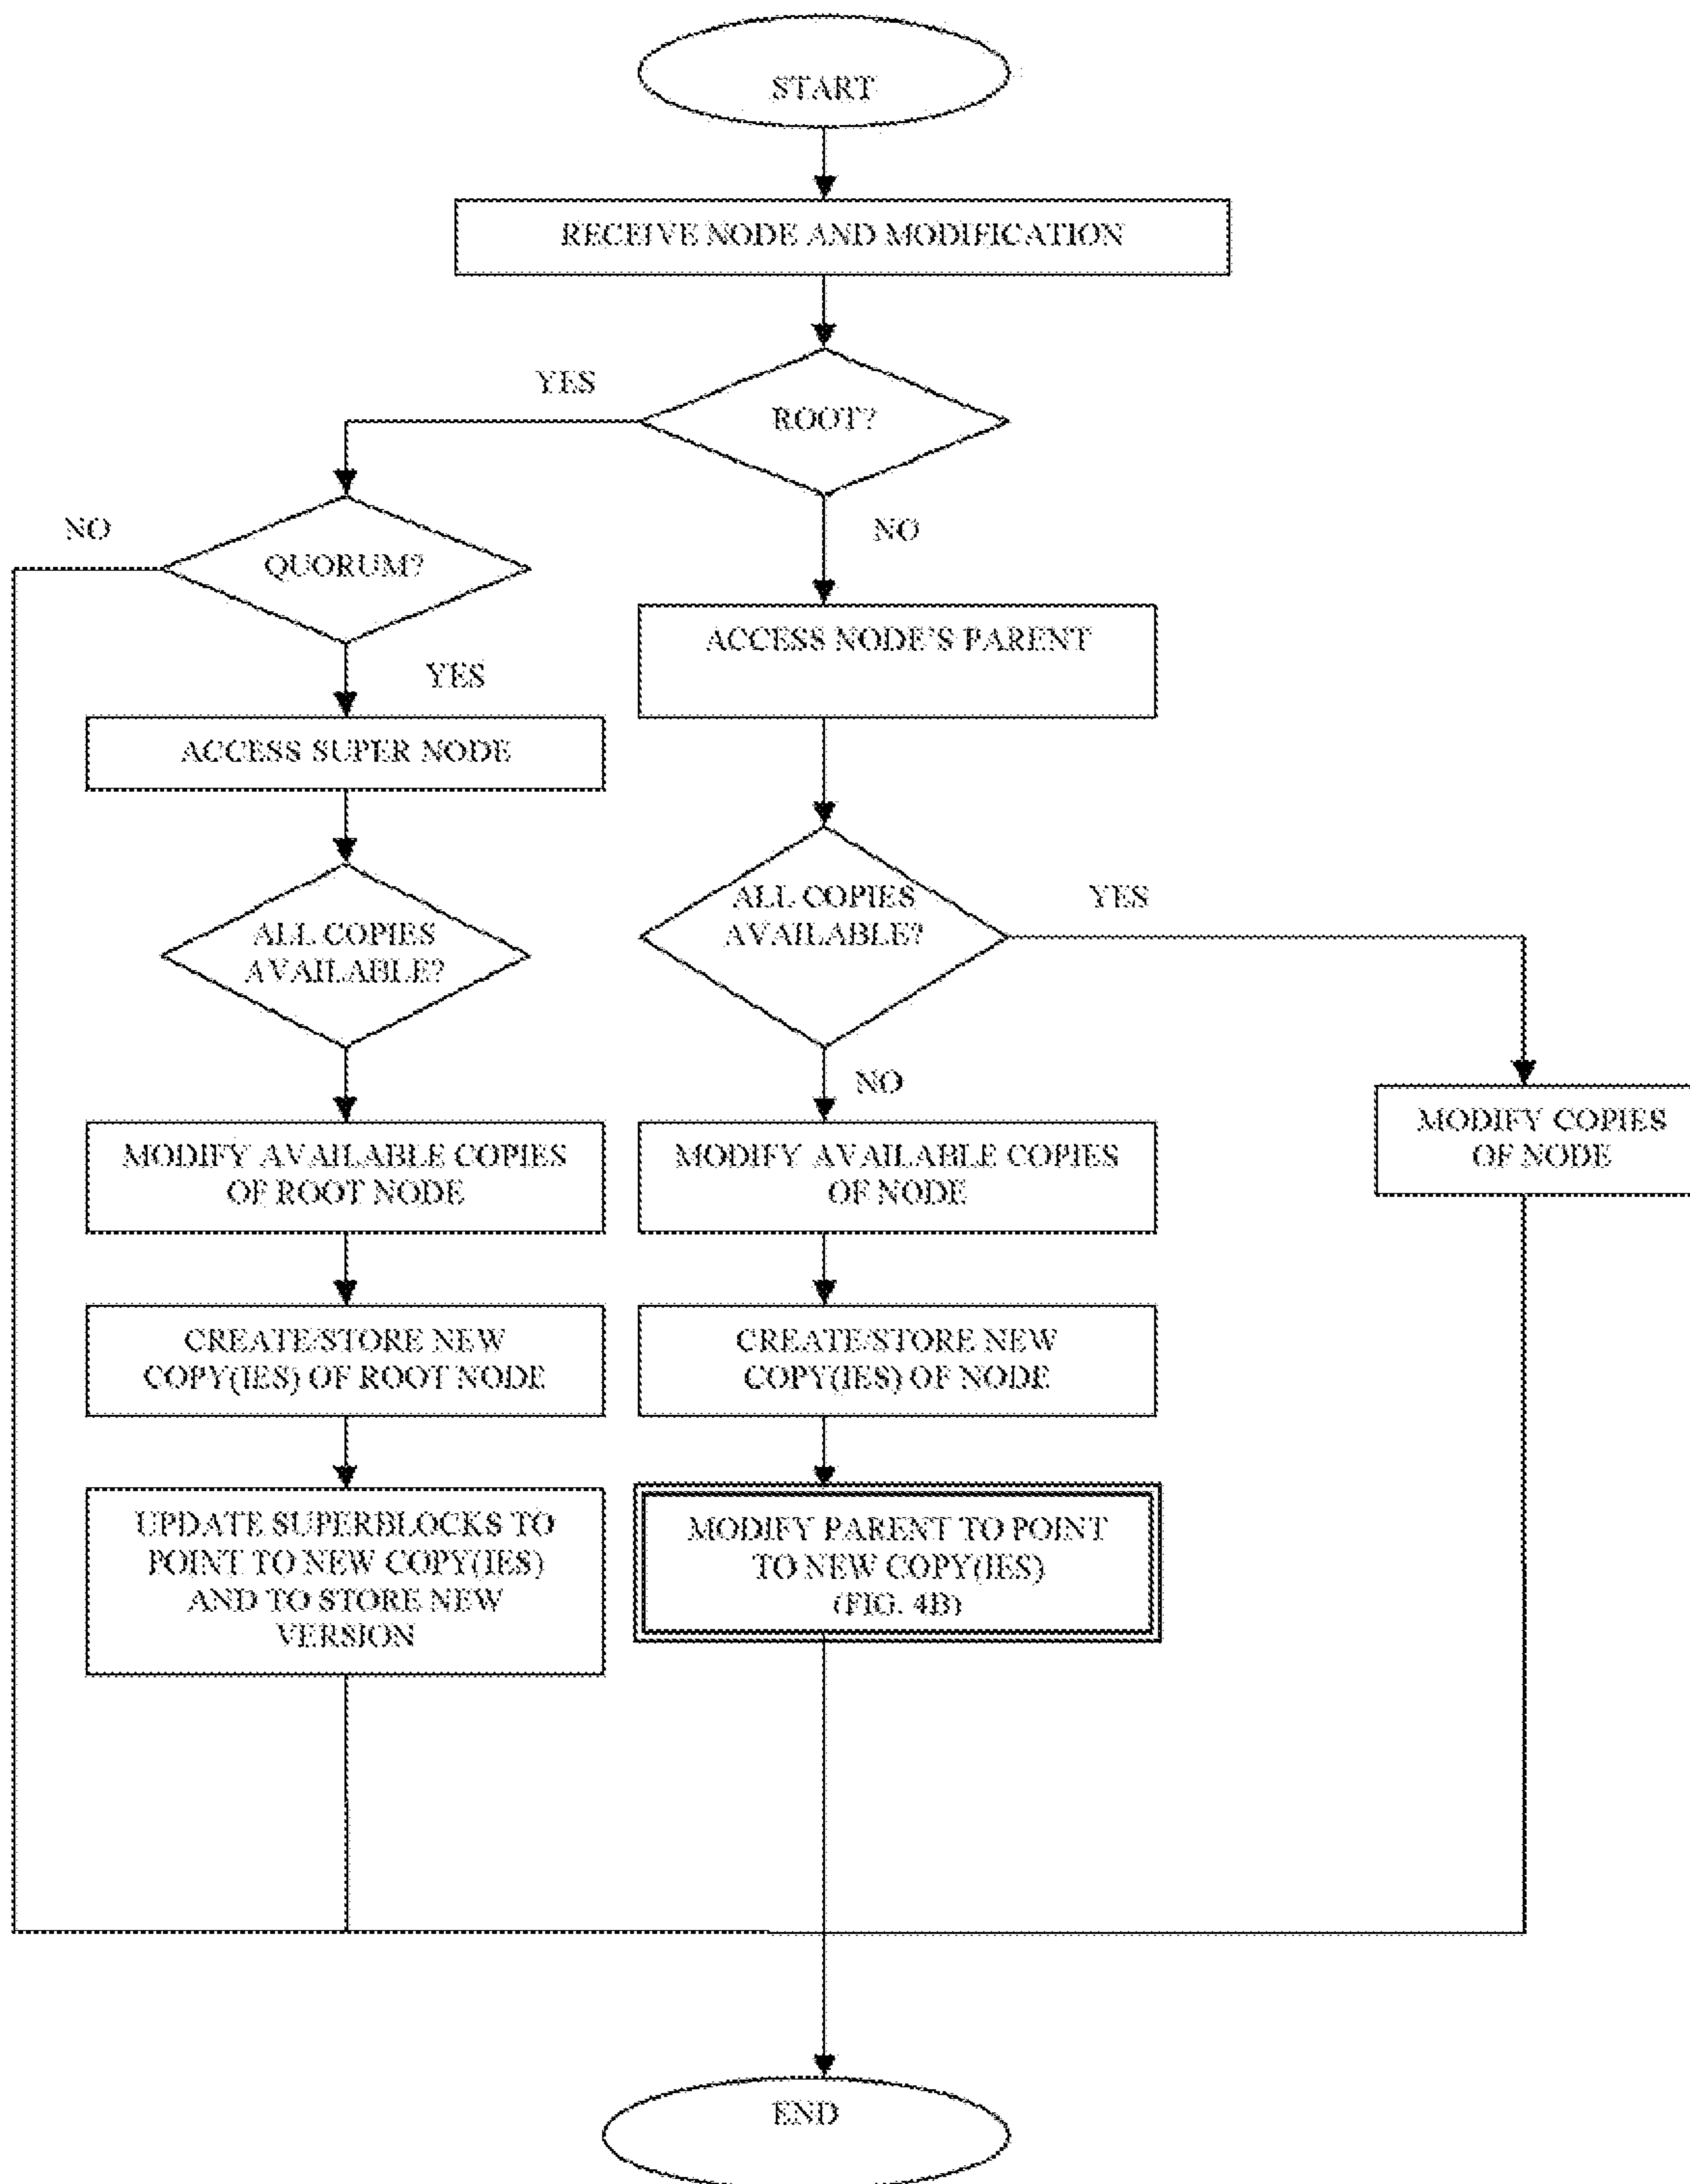 START
RECEIVE NODE AND MODIFICATION
YES
ROOT?
NO
QUORUM?
NO
ACCESS NODE'S PARENT
YES
ACCESS SUPER NODE
ALL COPIES
AVAILABLE?
YES
ALL COPIES
AVAILABLE?
NO
MODIFY COPIES
OF NODE
MODIFY AVAILABLE COPIES
OF ROOT NODE
MODIFY AVAILABLE COPIES
OF NODE
CREATE/STORE NEW
COPY(IES) OF ROOT NODE
CREATE/STORE NEW
COPY(IES) OF NODE
UPDATE SUPERBLOCKS TO
POINT TO NEW COPY(IES)
AND TO STORE NEW
VERSION
MODIFY PARENT TO POINT
TO NEW COPY(IES)
(FIG. 4B)
END